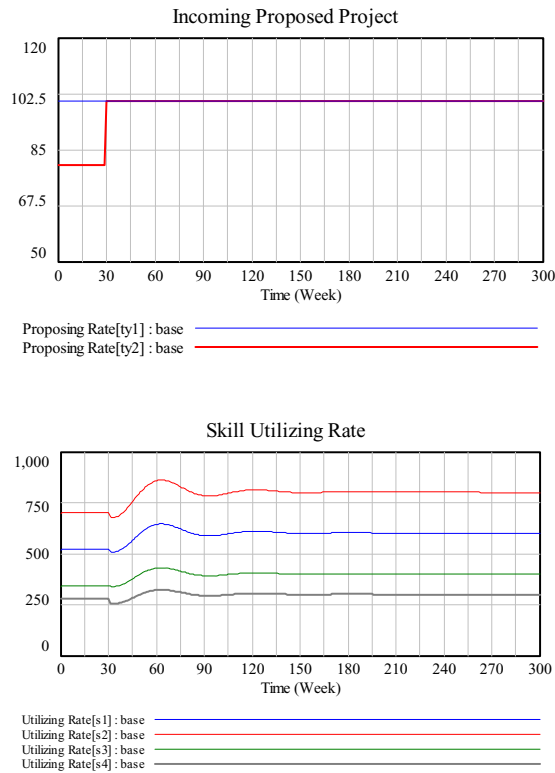 Incoming Proposed Project
120
102.5
85
67.5
50
0 30 60 90 120 150 180 210 240 270 300
Time (Week)
Proposing Rate[ty1] : base
Proposing Rate[ty2] : base
Skill Utilizing Rate
1,000
750
500
250
0
0 30 60 90 120 150 180 210 240 270 300
Time (Week)
Utilizing Rate[s1] : base
Utilizing Rate[s2] : base
Utilizing Rate[s3] : base
Utilizing Rate[s4] : base